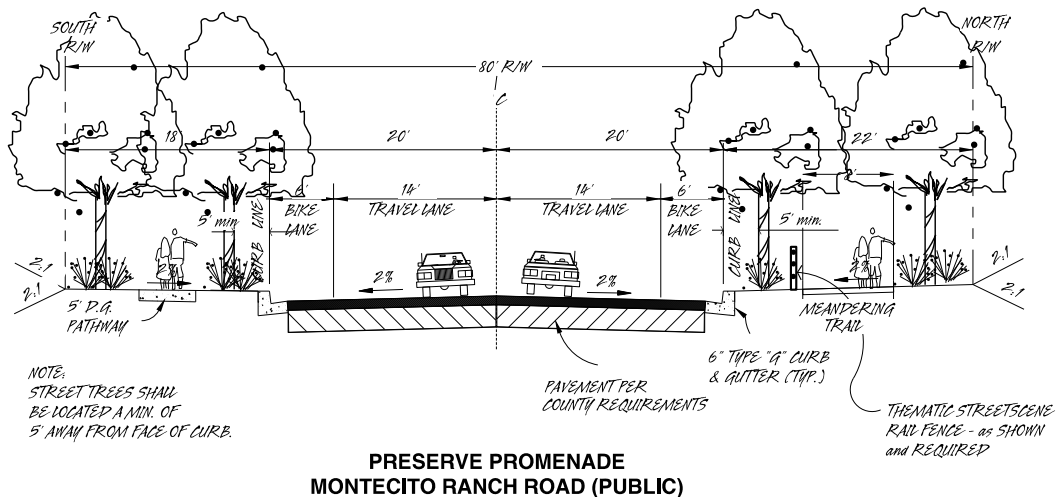 SOUTH
R/W
NORTH
R/W
80' R/W
C
18'
20'
20'
22'
6'
BIKE
LANE
14'
TRAVEL LANE
14'
TRAVEL LANE
6'
BIKE
LANE
5' min
CURB LINE
CURB LINE
5' min.
2:1
2:1
2%
2%
2%
2%
2:1
2:1
5' D.G.
PATHWAY
MEANDERING
TRAIL
6" TYPE "G" CURB
& GUTTER (TYP.)
PAVEMENT PER
COUNTY REQUIREMENTS
NOTE:
STREET TREES SHALL
BE LOCATED A MIN. OF
5' AWAY FROM FACE OF CURB.
THEMATIC STREETSCENE
RAIL FENCE - as SHOWN
and REQUIRED
PRESERVE PROMENADE
MONTECITO RANCH ROAD (PUBLIC)